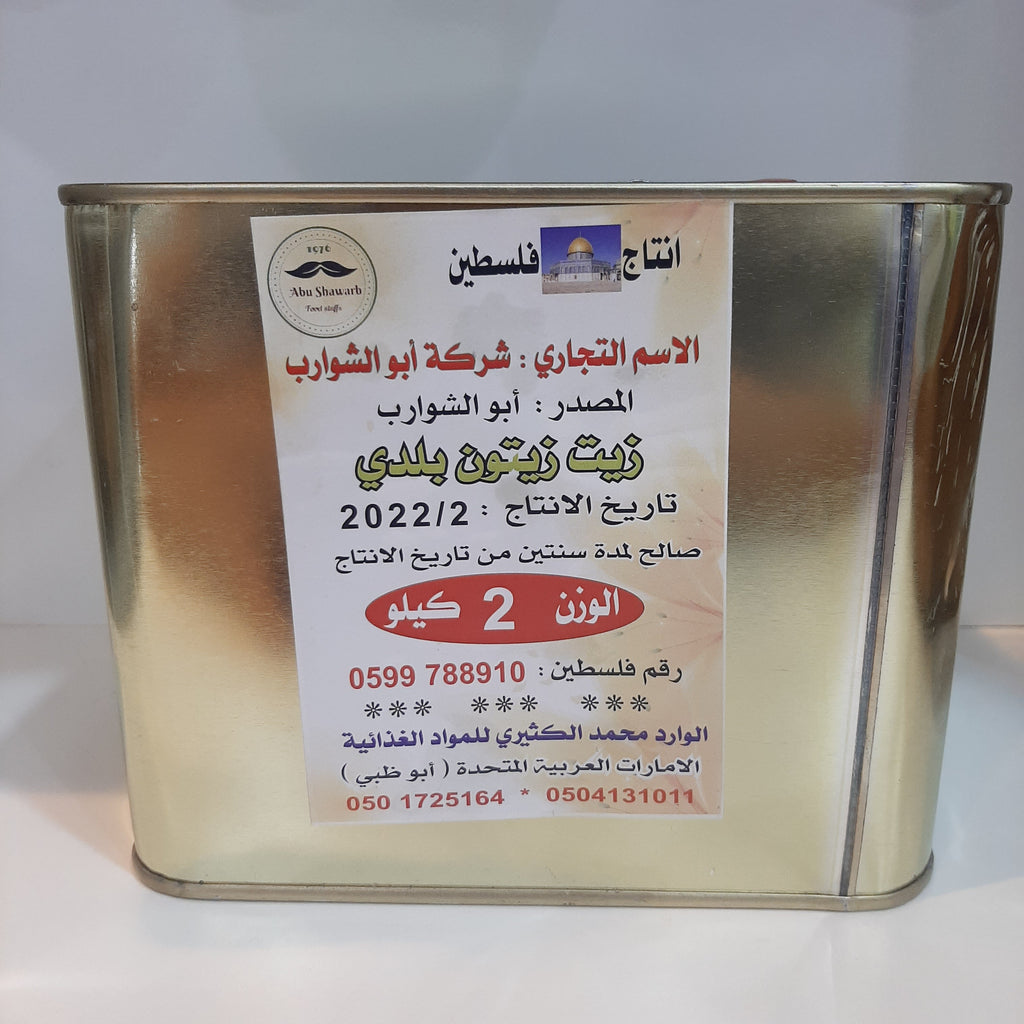 1976
Abu Shawarb
Food stuffs
انتاج فلسطين
الاسم التجاري : شركة أبو الشوارب
المصدر : أبو الشوارب
زيت زيتون بلدي
تاريخ الانتاج : 2022/2
صالح لمدة سنتين من تاريخ الانتاج
الوزن 2 كيلو
رقم فلسطين : 0599 788910
*** *** ***
الوارد محمد الكثيري للمواد الغذائية
الامارات العربية المتحدة ( أبو ظبي )
050 1725164 * 0504131011